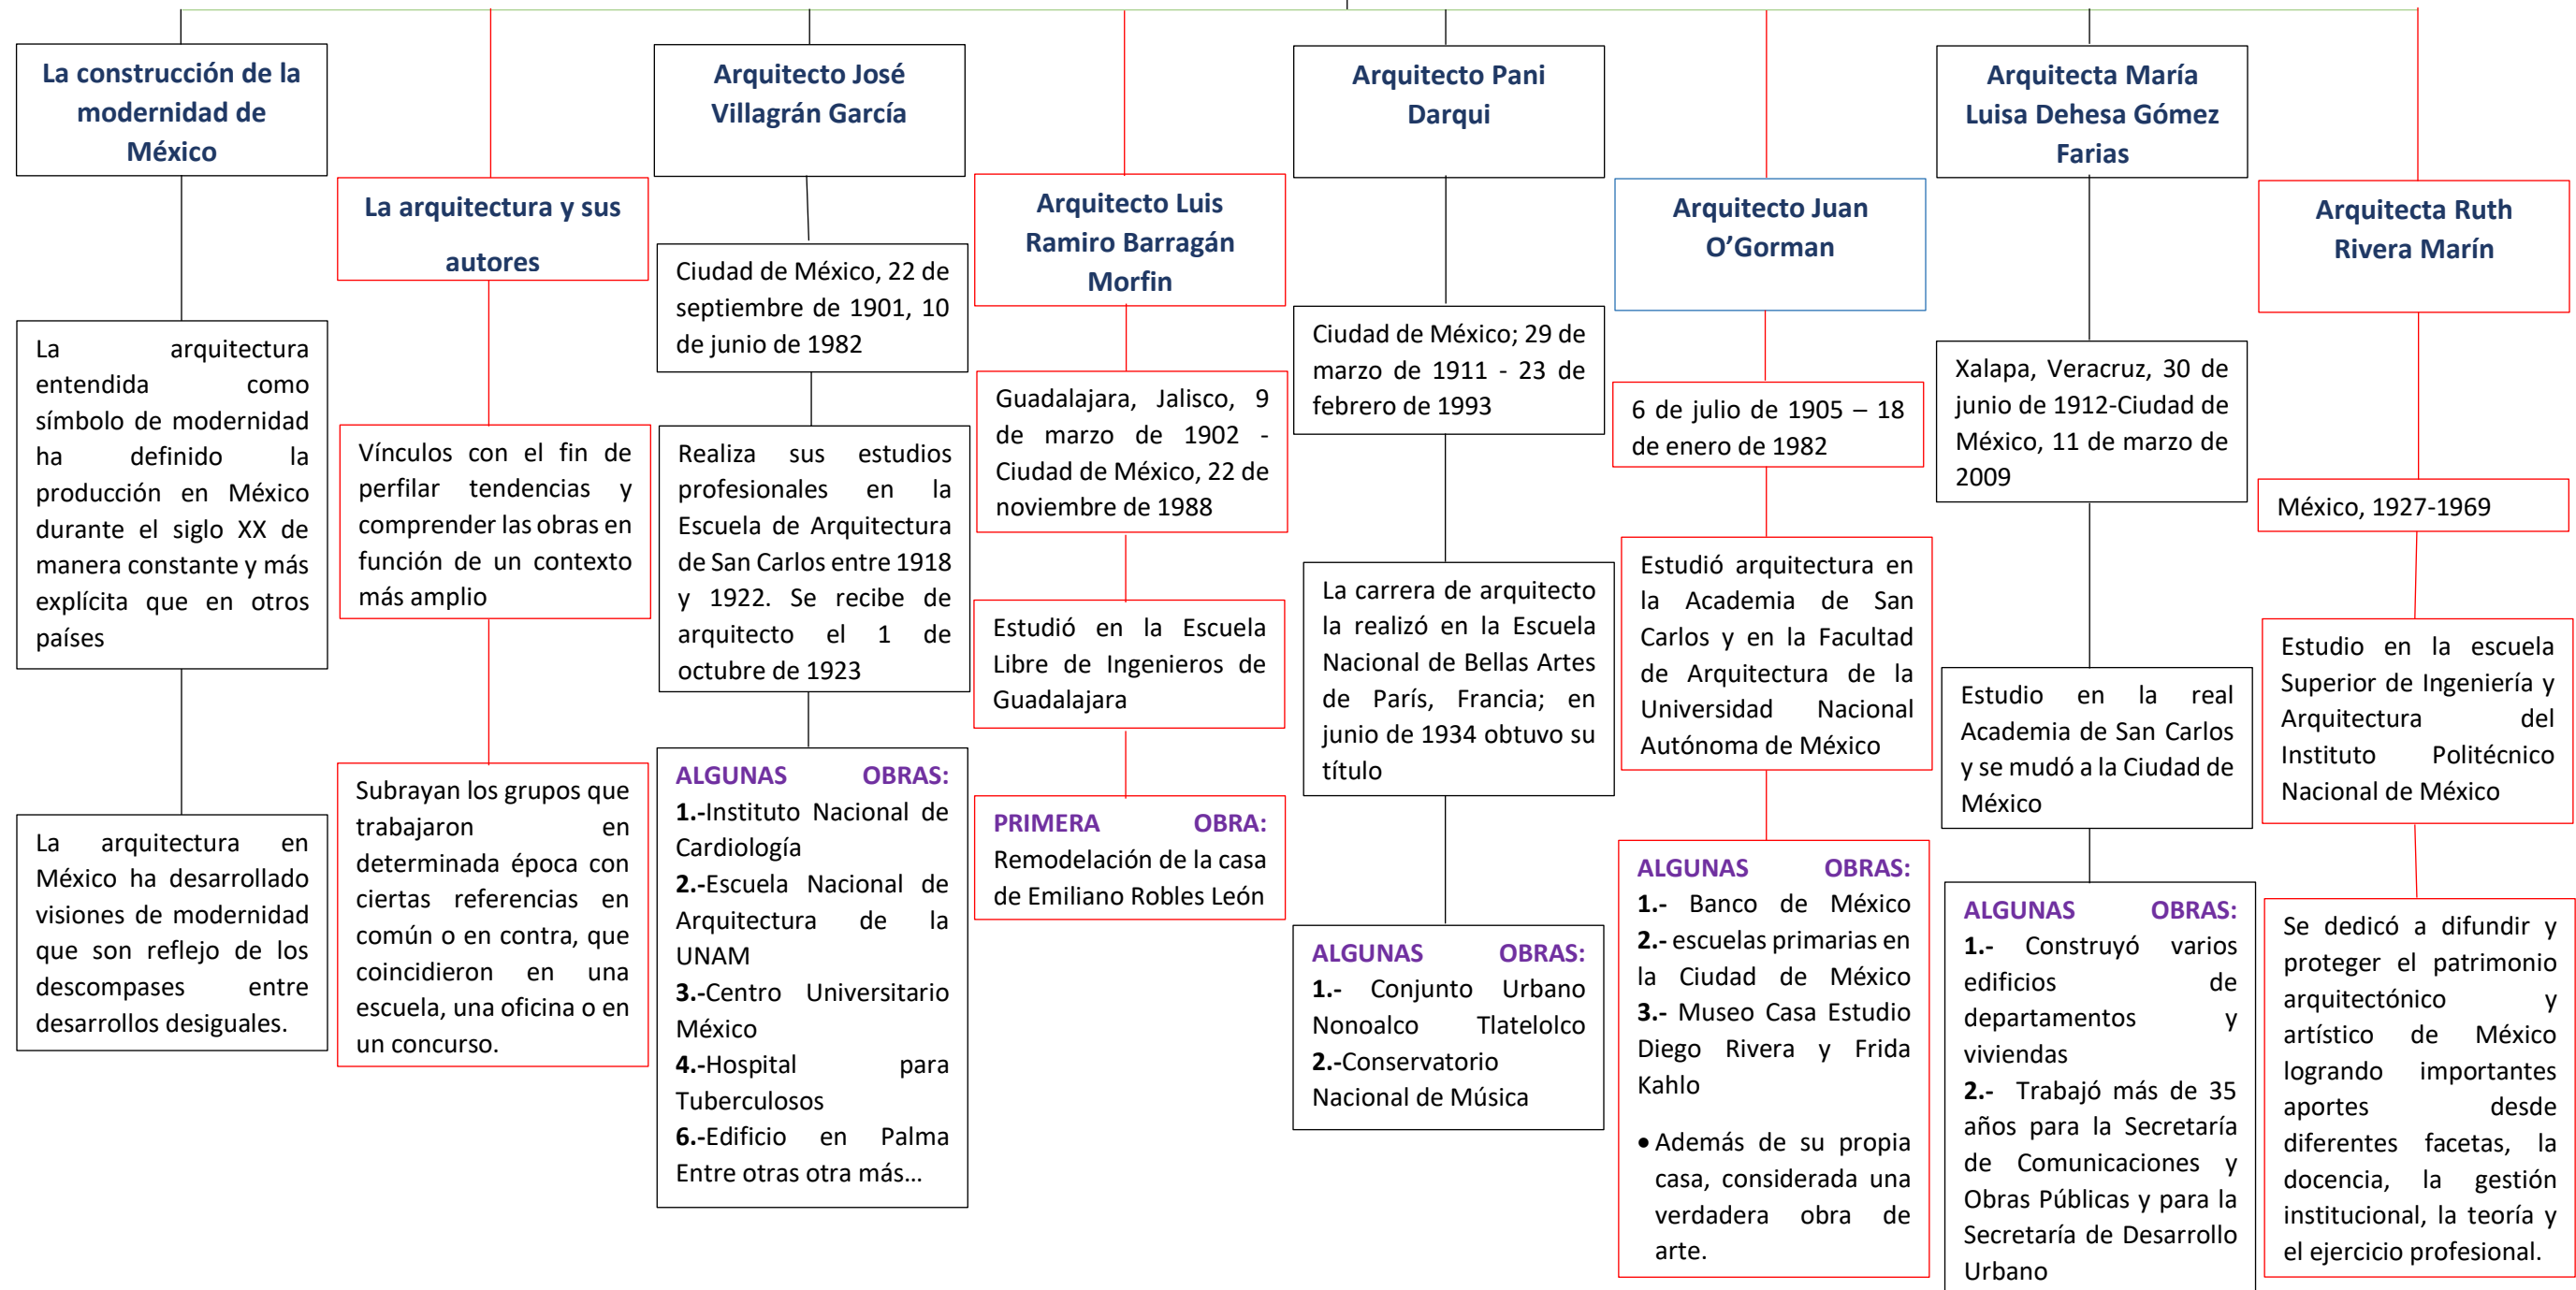 La construcción de la
modernidad de
México
La arquitectura
entendida como
símbolo de modernidad
ha definido la
producción en México
durante el siglo XX de
manera constante y más
explícita que en otros
países
La arquitectura en
México ha desarrollado
visiones de modernidad
que son reflejo de los
descompases entre
desarrollos desiguales.
La arquitectura y sus
autores
Vínculos con el fin de
perfilar tendencias y
comprender las obras en
función de un contexto
más amplio
Subrayan los grupos que
trabajaron en
determinada época con
ciertas referencias en
común o en contra, que
coincidieron en una
escuela, una oficina o en
un concurso.
Arquitecto José
Villagrán García
Ciudad de México, 22 de
septiembre de 1901, 10
de junio de 1982
Realiza sus estudios
profesionales en la
Escuela de Arquitectura
de San Carlos entre 1918
y 1922. Se recibe de
arquitecto el 1 de
octubre de 1923
ALGUNAS OBRAS:
1.-Instituto Nacional de
Cardiología
2.-Escuela Nacional de
Arquitectura de la
UNAM
3.-Centro Universitario
México
4.-Hospital para
Tuberculosos
6.-Edificio en Palma
Entre otras otra más...
Arquitecto Luis
Ramiro Barragán
Morfin
Guadalajara, Jalisco, 9
de marzo de 1902 -
Ciudad de México, 22 de
noviembre de 1988
Estudió en la Escuela
Libre de Ingenieros de
Guadalajara
PRIMERA OBRA:
Remodelación de la casa
de Emiliano Robles León
Arquitecto Pani
Darqui
Ciudad de México; 29 de
marzo de 1911 - 23 de
febrero de 1993
La carrera de arquitecto
la realizó en la Escuela
Nacional de Bellas Artes
de París, Francia; en
junio de 1934 obtuvo su
título
ALGUNAS OBRAS:
1.- Conjunto Urbano
Nonoalco Tlatelolco
2.-Conservatorio
Nacional de Música
Arquitecto Juan
O’Gorman
6 de julio de 1905 – 18
de enero de 1982
Estudió arquitectura en
la Academia de San
Carlos y en la Facultad
de Arquitectura de la
Universidad Nacional
Autónoma de México
ALGUNAS OBRAS:
1.- Banco de México
2.- escuelas primarias en
la Ciudad de México
3.- Museo Casa Estudio
Diego Rivera y Frida
Kahlo
• Además de su propia
casa, considerada una
verdadera obra de
arte.
Arquitecta María
Luisa Dehesa Gómez
Farias
Xalapa, Veracruz, 30 de
junio de 1912-Ciudad de
México, 11 de marzo de
2009
Estudio en la real
Academia de San Carlos
y se mudó a la Ciudad de
México
ALGUNAS OBRAS:
1.- Construyó varios
edificios de
departamentos y
viviendas
2.- Trabajó más de 35
años para la Secretaría
de Comunicaciones y
Obras Públicas y para la
Secretaría de Desarrollo
Urbano
Arquitecta Ruth
Rivera Marín
México, 1927-1969
Estudio en la escuela
Superior de Ingeniería y
Arquitectura del
Instituto Politécnico
Nacional de México
Se dedicó a difundir y
proteger el patrimonio
arquitectónico y
artístico de México
logrando importantes
aportes desde
diferentes facetas, la
docencia, la gestión
institucional, la teoría y
el ejercicio profesional.